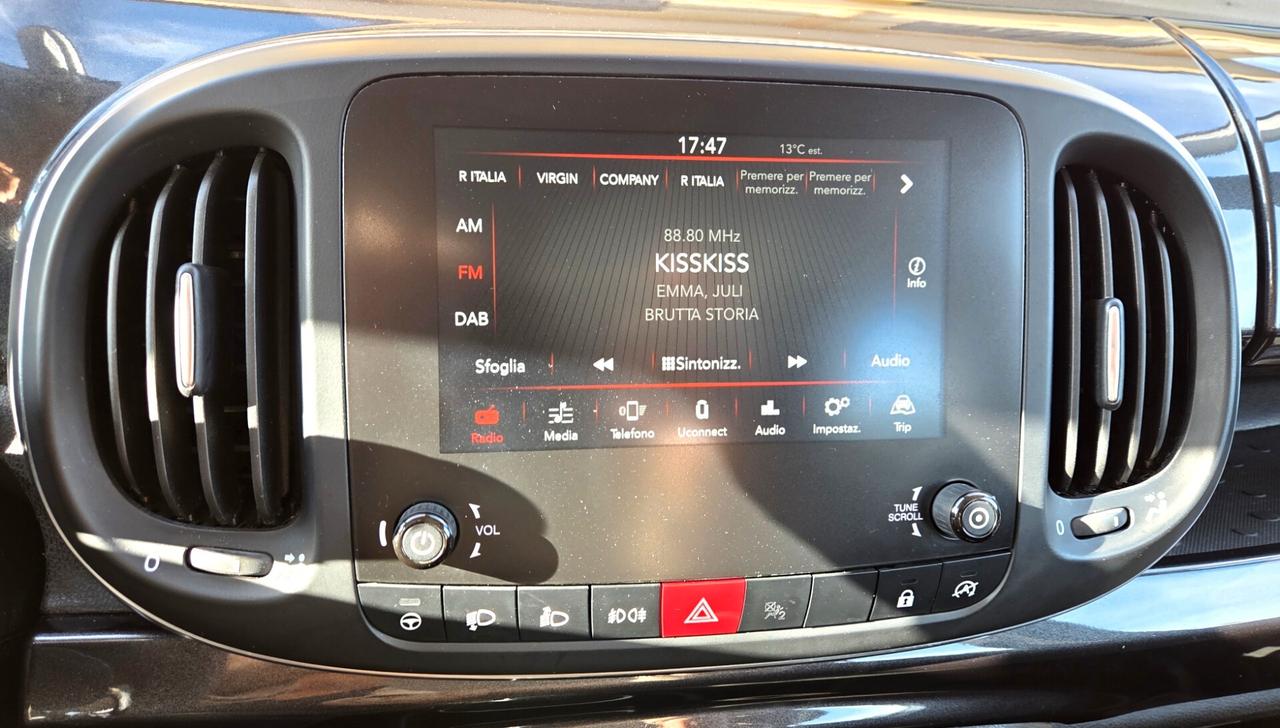 17:47
13°C est.
R ITALIA
VIRGIN
COMPANY
R ITALIA
Premere per
memorizz.
Premere per
memorizz.
AM
FM
DAB
88.80 MHz
KISSKISS
EMMA, JULI
BRUTTA STORIA
i
Info
Sfoglia
Sintonizz.
Audio
Radio
Media
Telefono
Uconnect
Audio
Impostaz.
Trip
VOL
TUNE
SCROLL
0
0